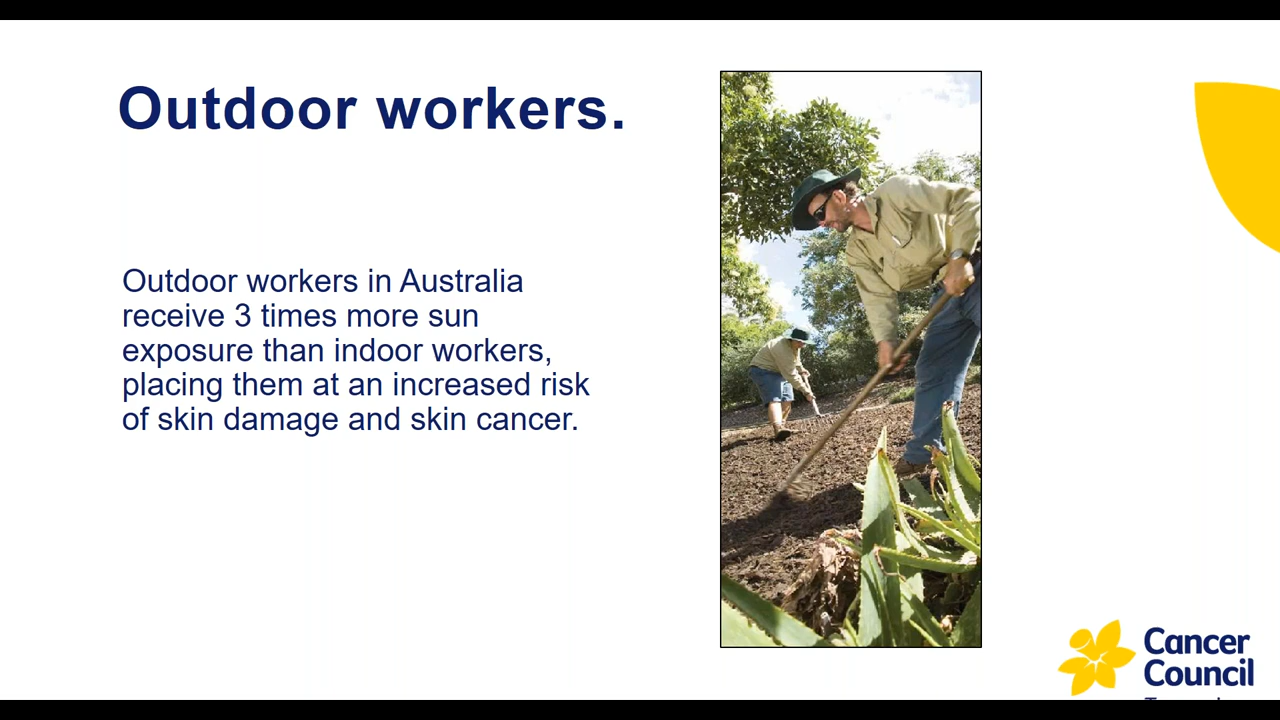 Outdoor workers.
Outdoor workers in Australia
receive 3 times more sun
exposure than indoor workers,
placing them at an increased risk
of skin damage and skin cancer.
Cancer
Council